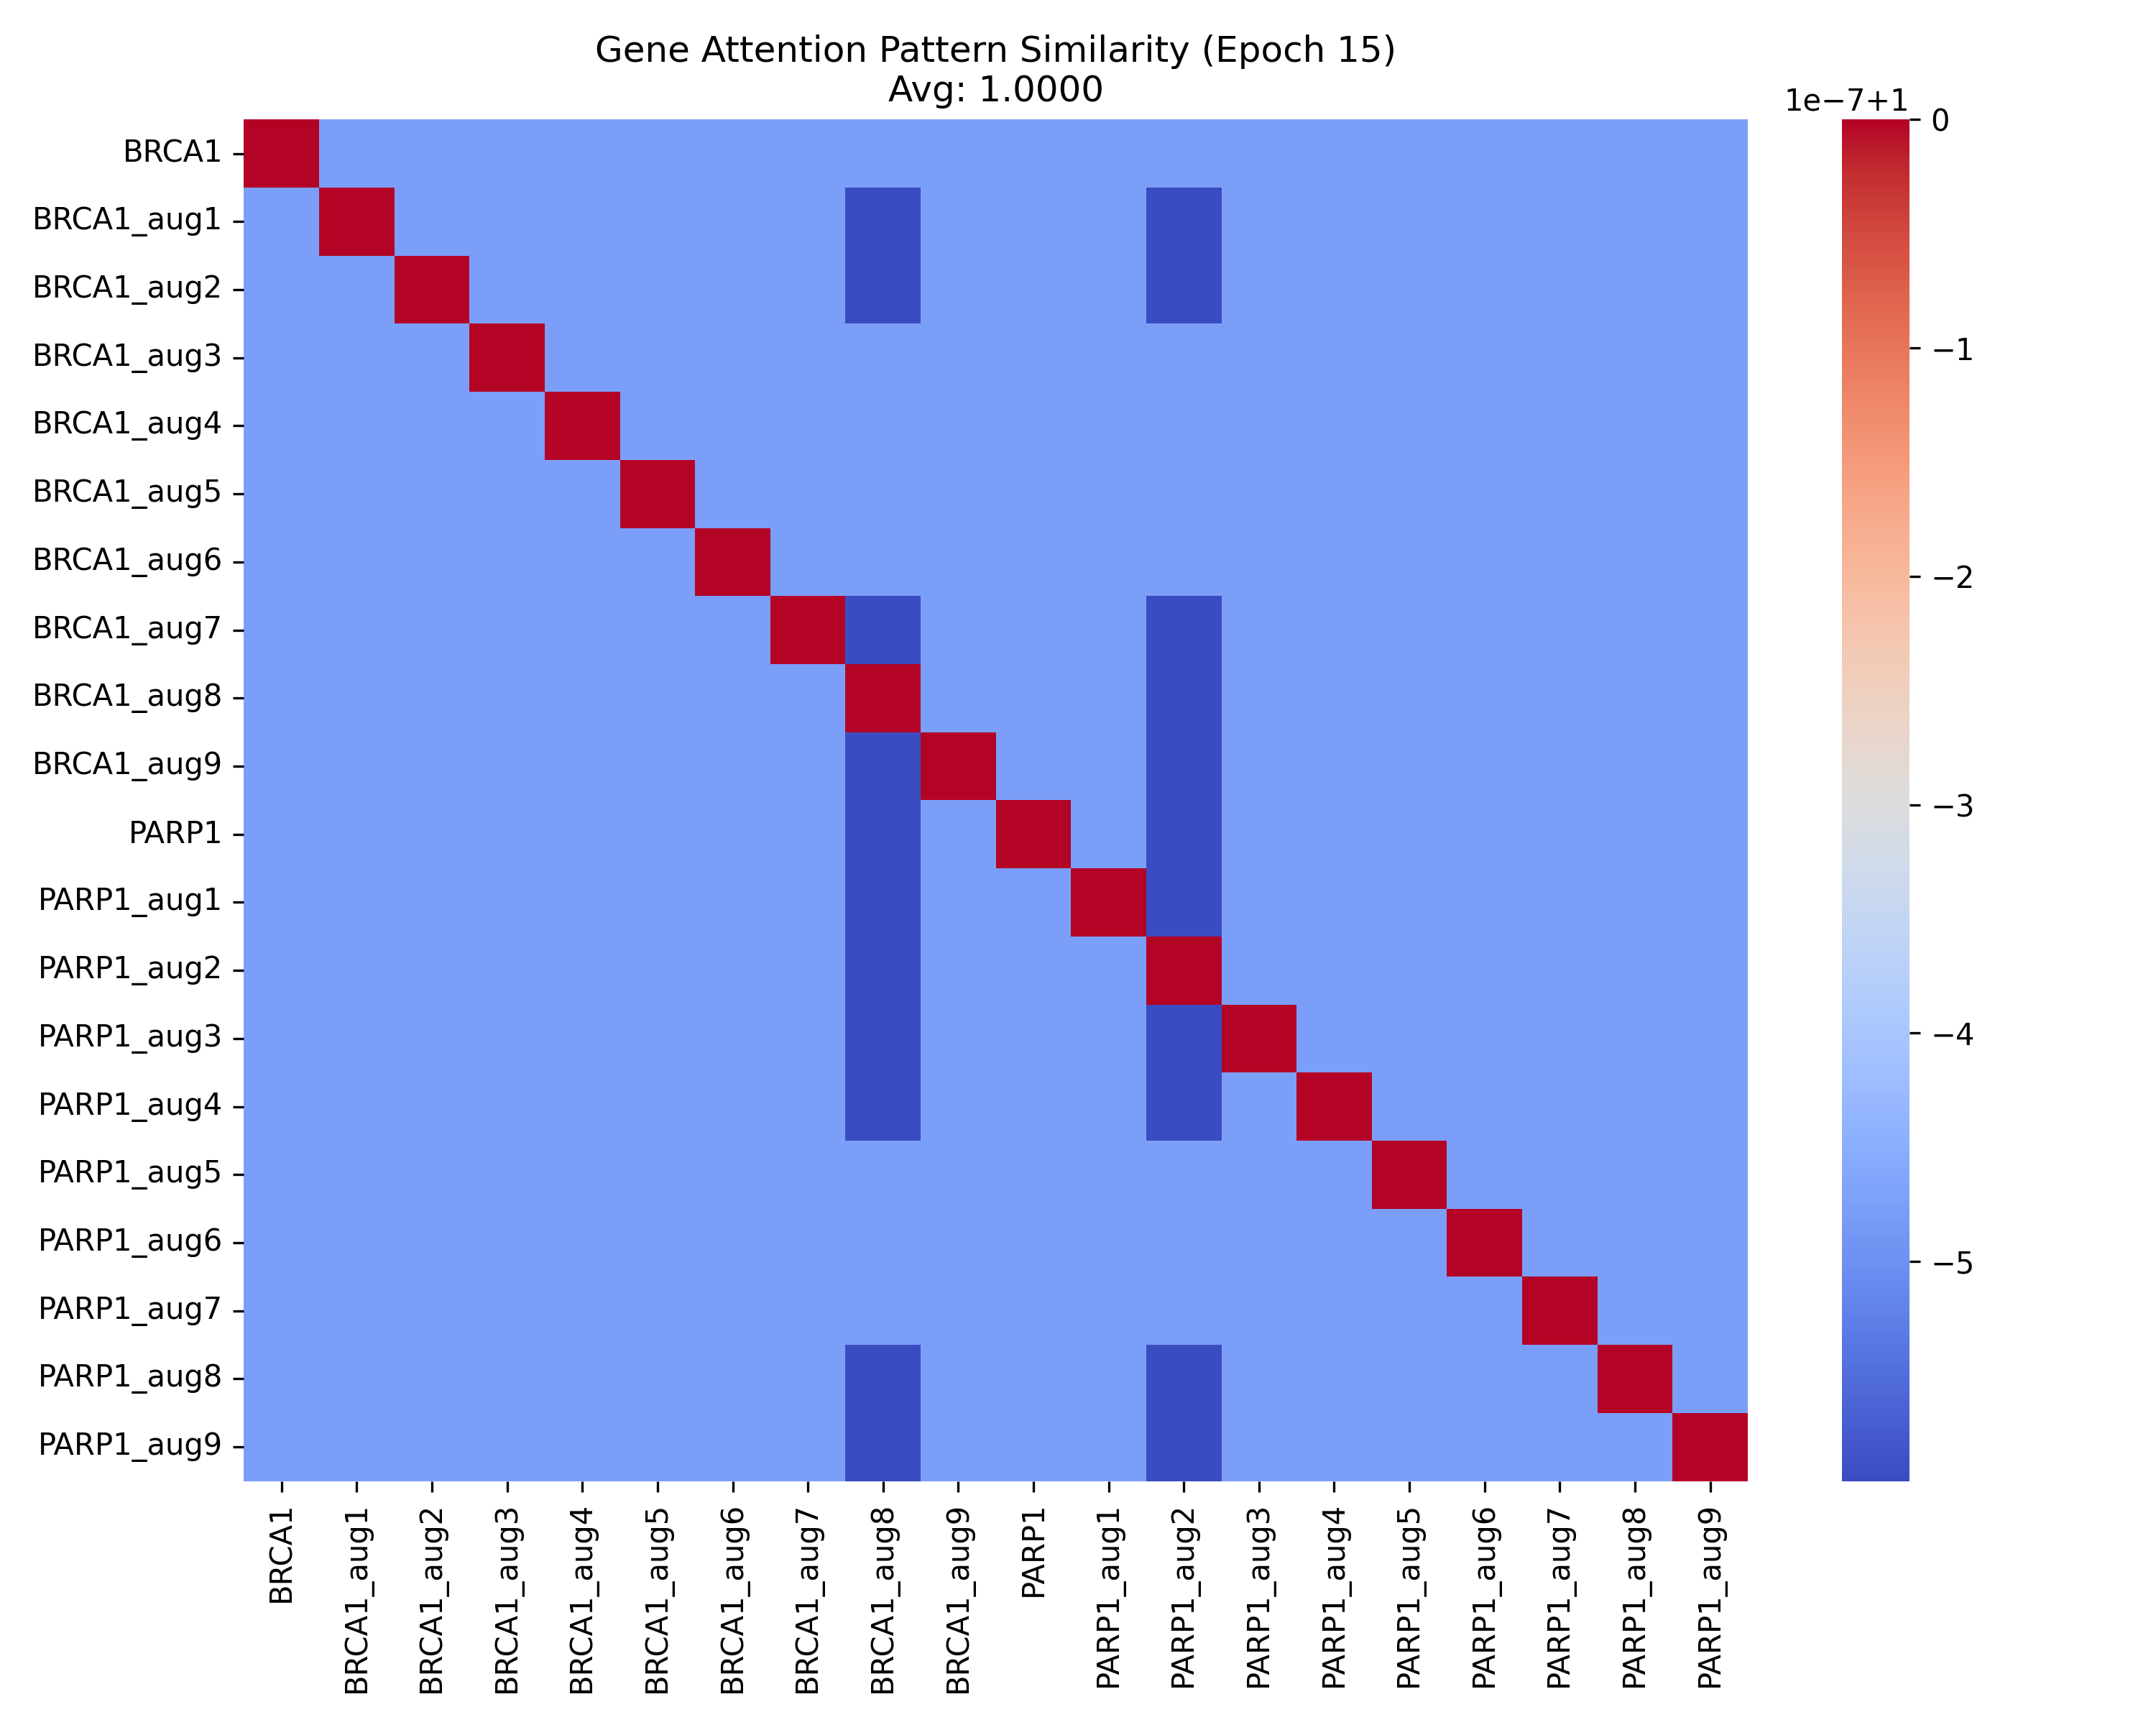 Gene Attention Pattern Similarity (Epoch 15)
Avg: 1.0000
1e−7+1
0
−1
−2
−3
−4
−5
BRCA1
BRCA1_aug1
BRCA1_aug2
BRCA1_aug3
BRCA1_aug4
BRCA1_aug5
BRCA1_aug6
BRCA1_aug7
BRCA1_aug8
BRCA1_aug9
PARP1
PARP1_aug1
PARP1_aug2
PARP1_aug3
PARP1_aug4
PARP1_aug5
PARP1_aug6
PARP1_aug7
PARP1_aug8
PARP1_aug9
BRCA1
BRCA1_aug1
BRCA1_aug2
BRCA1_aug3
BRCA1_aug4
BRCA1_aug5
BRCA1_aug6
BRCA1_aug7
BRCA1_aug8
BRCA1_aug9
PARP1
PARP1_aug1
PARP1_aug2
PARP1_aug3
PARP1_aug4
PARP1_aug5
PARP1_aug6
PARP1_aug7
PARP1_aug8
PARP1_aug9